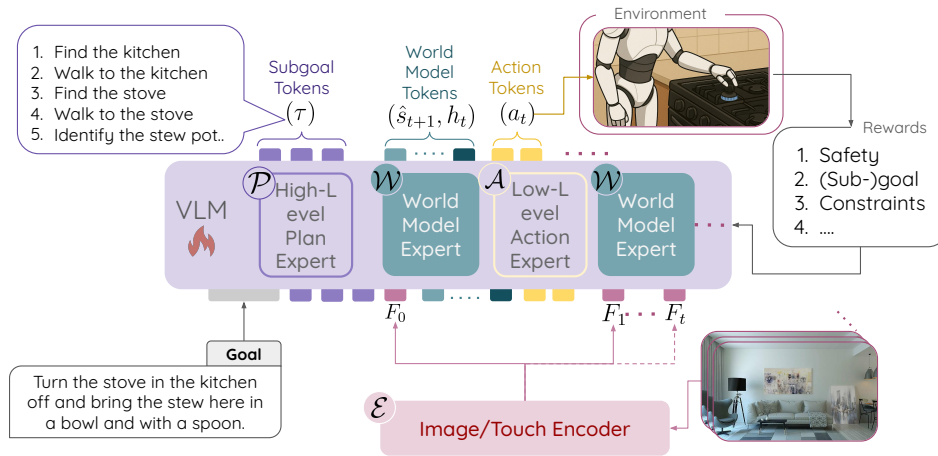 Environment
1. Find the kitchen
2. Walk to the kitchen
3. Find the stove
4. Walk to the stove
5. Identify the stew pot..
Subgoal
Tokens
(τ)
World
Model
Tokens
(ŝ_{t+1}, h_t)
Action
Tokens
(a_t)
Rewards
1. Safety
2. (Sub-)goal
3. Constraints
4. ....
VLM
P
High-L
evel
Plan
Expert
W
World
Model
Expert
A
Low-L
evel
Action
Expert
W
World
Model
Expert
F_0
F_1
F_t
Goal
Turn the stove in the kitchen
off and bring the stew here in
a bowl and with a spoon.
E
Image/Touch Encoder